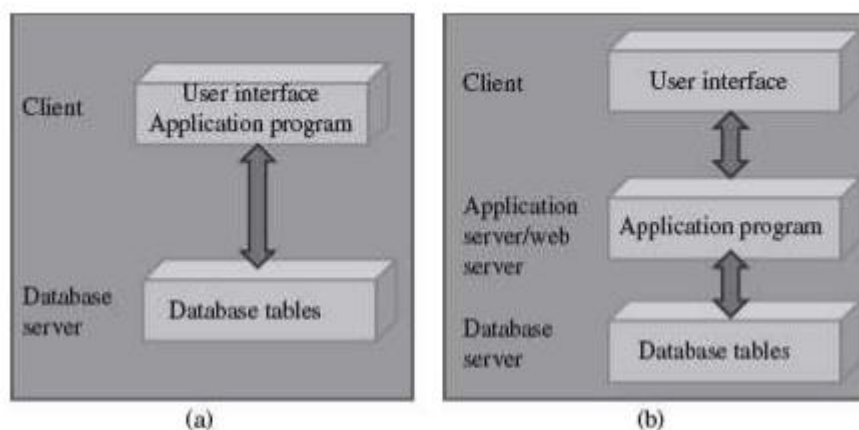 Client
User interface
Application program
Database
server
Database tables
(a)
Client
User interface
Application
server/web
server
Application program
Database
server
Database tables
(b)